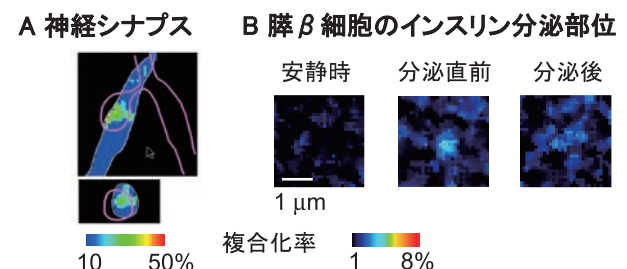 A 神経シナプス
B 膵β細胞のインスリン分泌部位
安静時
分泌直前
分泌後
1 μm
複合化率
10 50%
1 8%